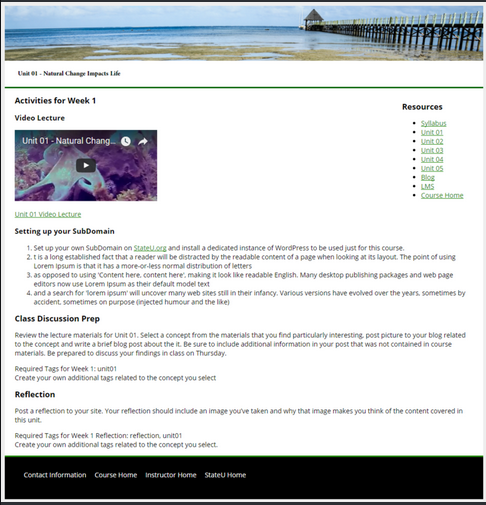 Unit 01 - Natural Change Impacts Life
Activities for Week 1
Video Lecture
Unit 01 - Natural Chang...
Unit 01 Video Lecture
Setting up your SubDomain
1. Set up your own SubDomain on StateU.org and install a dedicated instance of WordPress to be used just for this course.
2. t is a long established fact that a reader will be distracted by the readable content of a page when looking at its layout. The point of using
Lorem Ipsum is that it has a more-or-less normal distribution of letters
3. as opposed to using 'Content here, content here', making it look like readable English. Many desktop publishing packages and web page
editors now use Lorem Ipsum as their default model text
4. and a search for 'lorem ipsum' will uncover many web sites still in their infancy. Various versions have evolved over the years, sometimes by
accident, sometimes on purpose (injected humour and the like)
Class Discussion Prep
Review the lecture materials for Unit 01. Select a concept from the materials that you find particularly interesting, post picture to your blog related
to the concept and write a brief blog post about the it. Be sure to include additional information in your post that was not contained in course
materials. Be prepared to discuss your findings in class on Thursday.
Required Tags for Week 1: unit01
Create your own additional tags related to the concept you select
Reflection
Post a reflection to your site. Your reflection should include an image you've taken and why that image makes you think of the content covered in
this unit.
Required Tags for Week 1 Reflection: reflection, unit01
Create your own additional tags related to the concept you select.
Resources
Syllabus
Unit 01
Unit 02
Unit 03
Unit 04
Unit 05
Blog
LMS
Course Home
Contact Information Course Home Instructor Home StateU Home